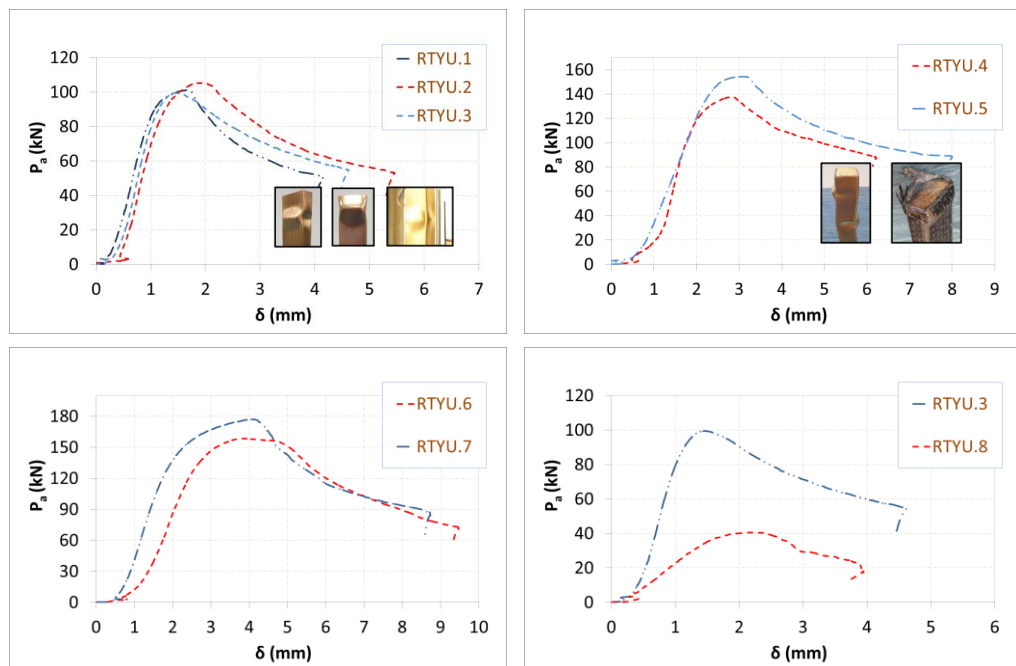 120
RTYU.1
100
RTYU.2
80
RTYU.3
60
40
20
0
0 1 2 3 4 5 6 7
Pa (kN)
δ (mm)
160
RTYU.4
140
120
RTYU.5
100
80
60
40
20
0
0 1 2 3 4 5 6 7 8 9
Pa (kN)
δ (mm)
RTYU.6
180
RTYU.7
150
120
90
60
30
0
0 1 2 3 4 5 6 7 8 9 10
Pa (kN)
δ (mm)
120
RTYU.3
100
RTYU.8
80
60
40
20
0
0 1 2 3 4 5 6
Pa (kN)
δ (mm)